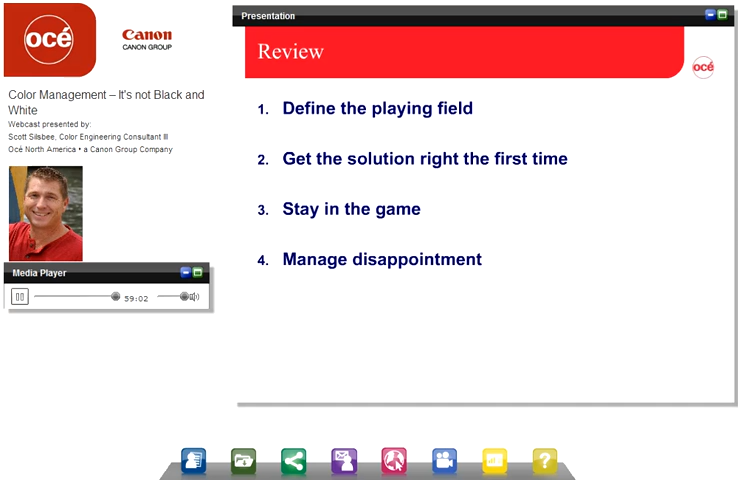 océ
Canon
CANON GROUP
Color Management – It's not Black and
White
Webcast presented by:
Scott Silsbee, Color Engineering Consultant III
Océ North America • a Canon Group Company
Media Player
59:02
Presentation
Review
océ
1. Define the playing field
2. Get the solution right the first time
3. Stay in the game
4. Manage disappointment
?